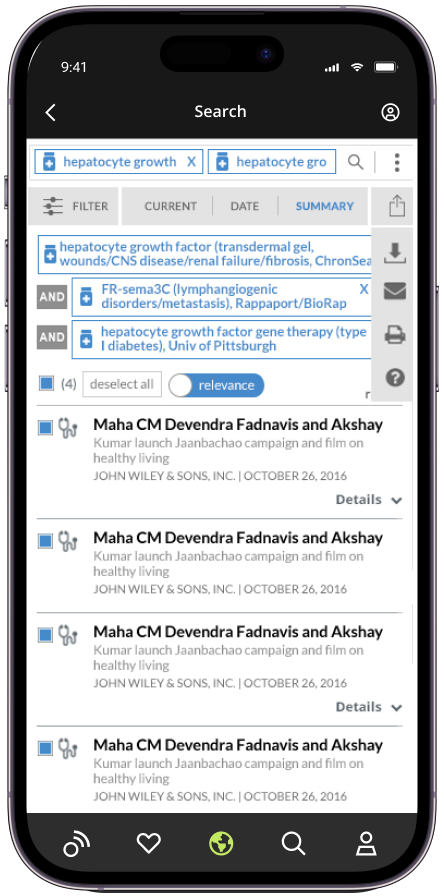 9:41
Search
hepatocyte growth X hepatocyte gro
FILTER CURRENT DATE SUMMARY
hepatocyte growth factor (transdermal gel,
wounds/CNS disease/renal failure/fibrosis, ChronSea
AND FR-sema3C (lymphangiogenic X
disorders/metastasis), Rappaport/BioRap
AND hepatocyte growth factor gene therapy (type
I diabetes), Univ of Pittsburgh
(4) deselect all relevance
Maha CM Devendra Fadnavis and Akshay
Kumar launch Jaanbachao campaign and film on
healthy living
JOHN WILEY & SONS, INC. | OCTOBER 26, 2016
Details
Maha CM Devendra Fadnavis and Akshay
Kumar launch Jaanbachao campaign and film on
healthy living
JOHN WILEY & SONS, INC. | OCTOBER 26, 2016
Maha CM Devendra Fadnavis and Akshay
Kumar launch Jaanbachao campaign and film on
healthy living
JOHN WILEY & SONS, INC. | OCTOBER 26, 2016
Details
Maha CM Devendra Fadnavis and Akshay
Kumar launch Jaanbachao campaign and film on
healthy living
JOHN WILEY & SONS, INC. | OCTOBER 26, 2016